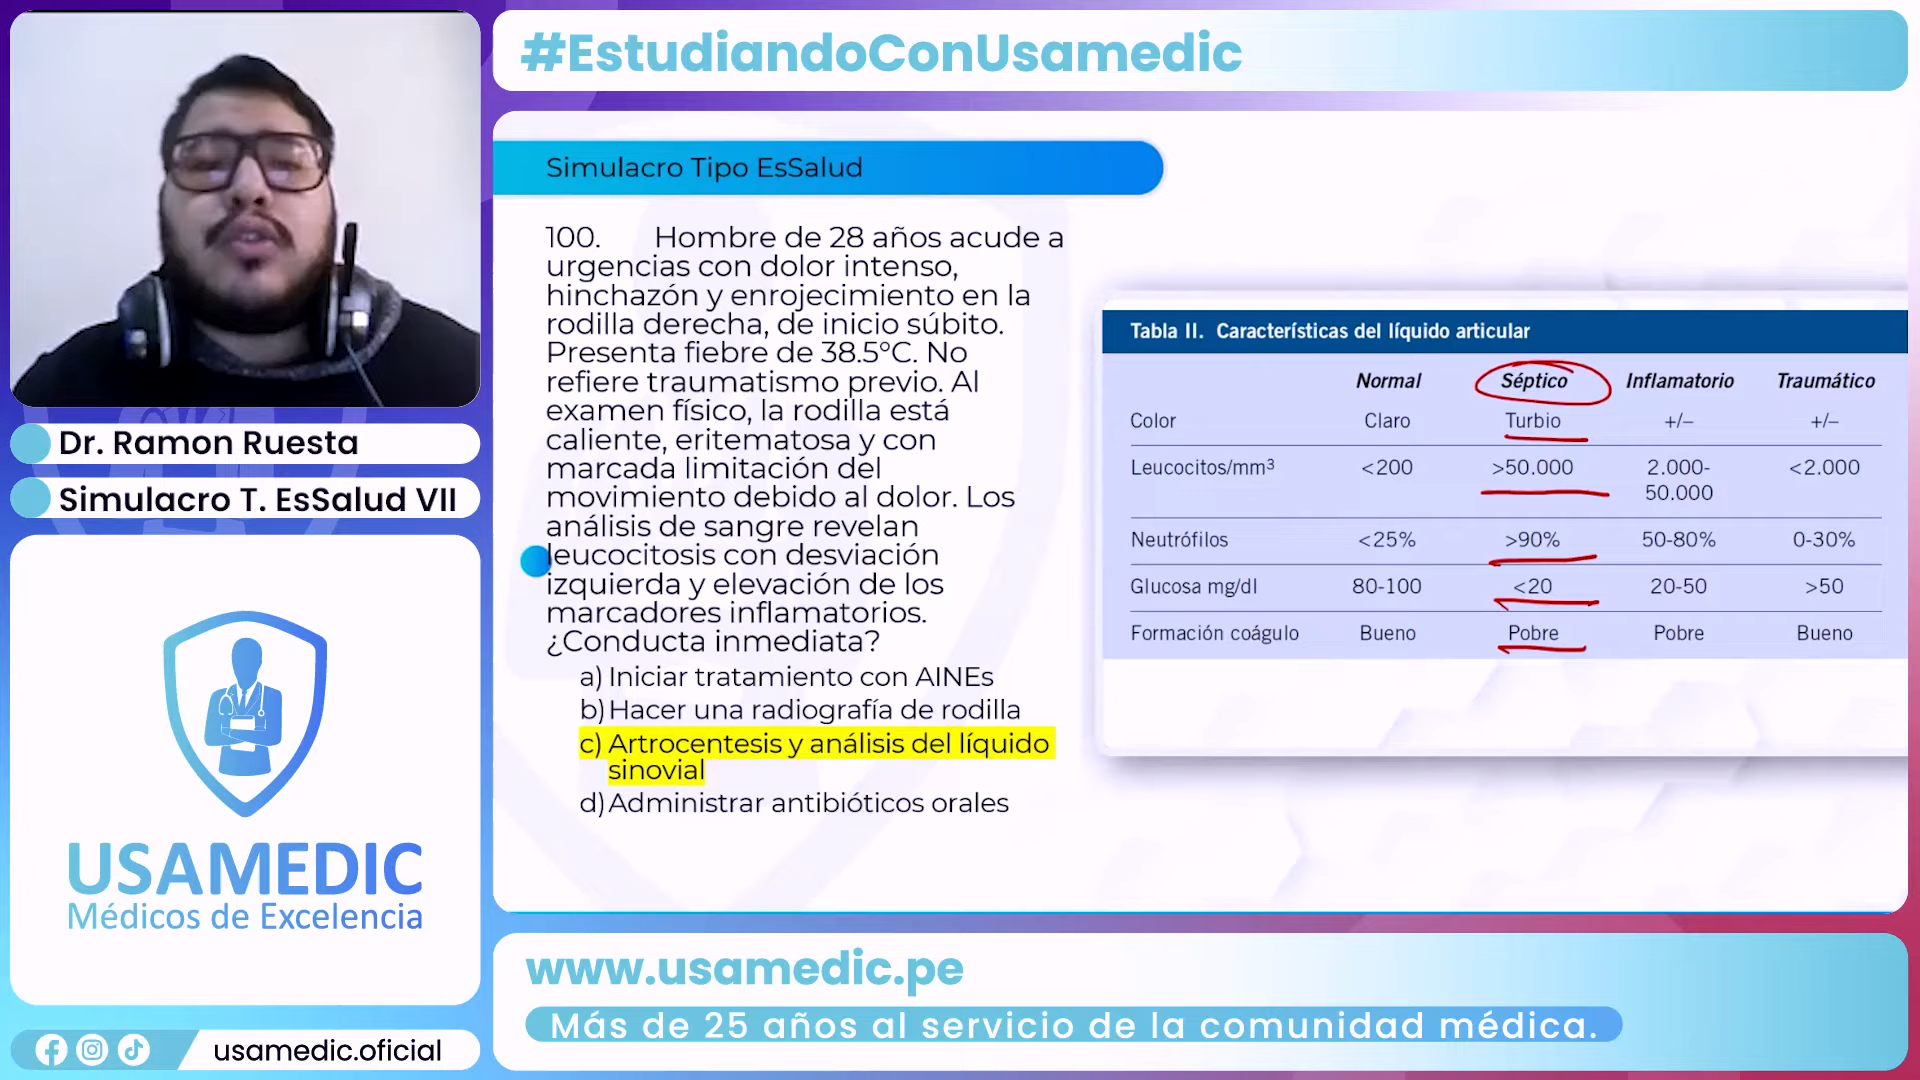 #EstudiandoConUsamedic
Dr. Ramon Ruesta
Simulacro T. EsSalud VII
USAMEDIC
Médicos de Excelencia
usamedic.oficial
Simulacro Tipo EsSalud
100. Hombre de 28 años acude a
urgencias con dolor intenso,
hinchazón y enrojecimiento en la
rodilla derecha, de inicio súbito.
Presenta fiebre de 38.5°C. No
refiere traumatismo previo. Al
examen físico, la rodilla está
caliente, eritematosa y con
marcada limitación del
movimiento debido al dolor. Los
análisis de sangre revelan
leucocitosis con desviación
izquierda y elevación de los
marcadores inflamatorios.
¿Conducta inmediata?
a) Iniciar tratamiento con AINEs
b) Hacer una radiografía de rodilla
c) Artrocentesis y análisis del líquido
sinovial
d) Administrar antibióticos orales
Tabla II. Características del líquido articular
Normal Séptico Inflamatorio Traumático
Color Claro Turbio +/– +/–
Leucocitos/mm³ <200 >50.000 2.000- <2.000
50.000
Neutrófilos <25% >90% 50-80% 0-30%
Glucosa mg/dl 80-100 <20 20-50 >50
Formación coágulo Bueno Pobre Pobre Bueno
www.usamedic.pe
Más de 25 años al servicio de la comunidad médica.